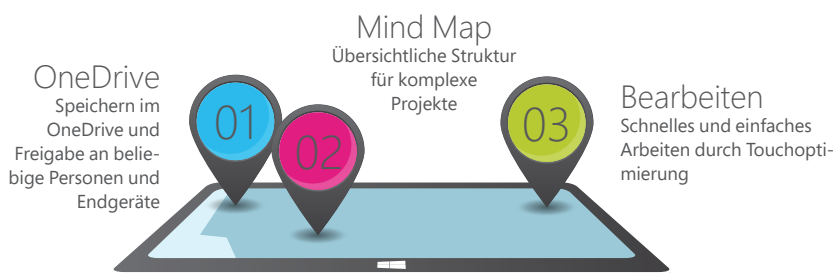 OneDrive
Speichern im
OneDrive und
Freigabe an belie-
bige Personen und
Endgeräte
01
02
Mind Map
Übersichtliche Struktur
für komplexe
Projekte
03
Bearbeiten
Schnelles und einfaches
Arbeiten durch Touchopti-
mierung